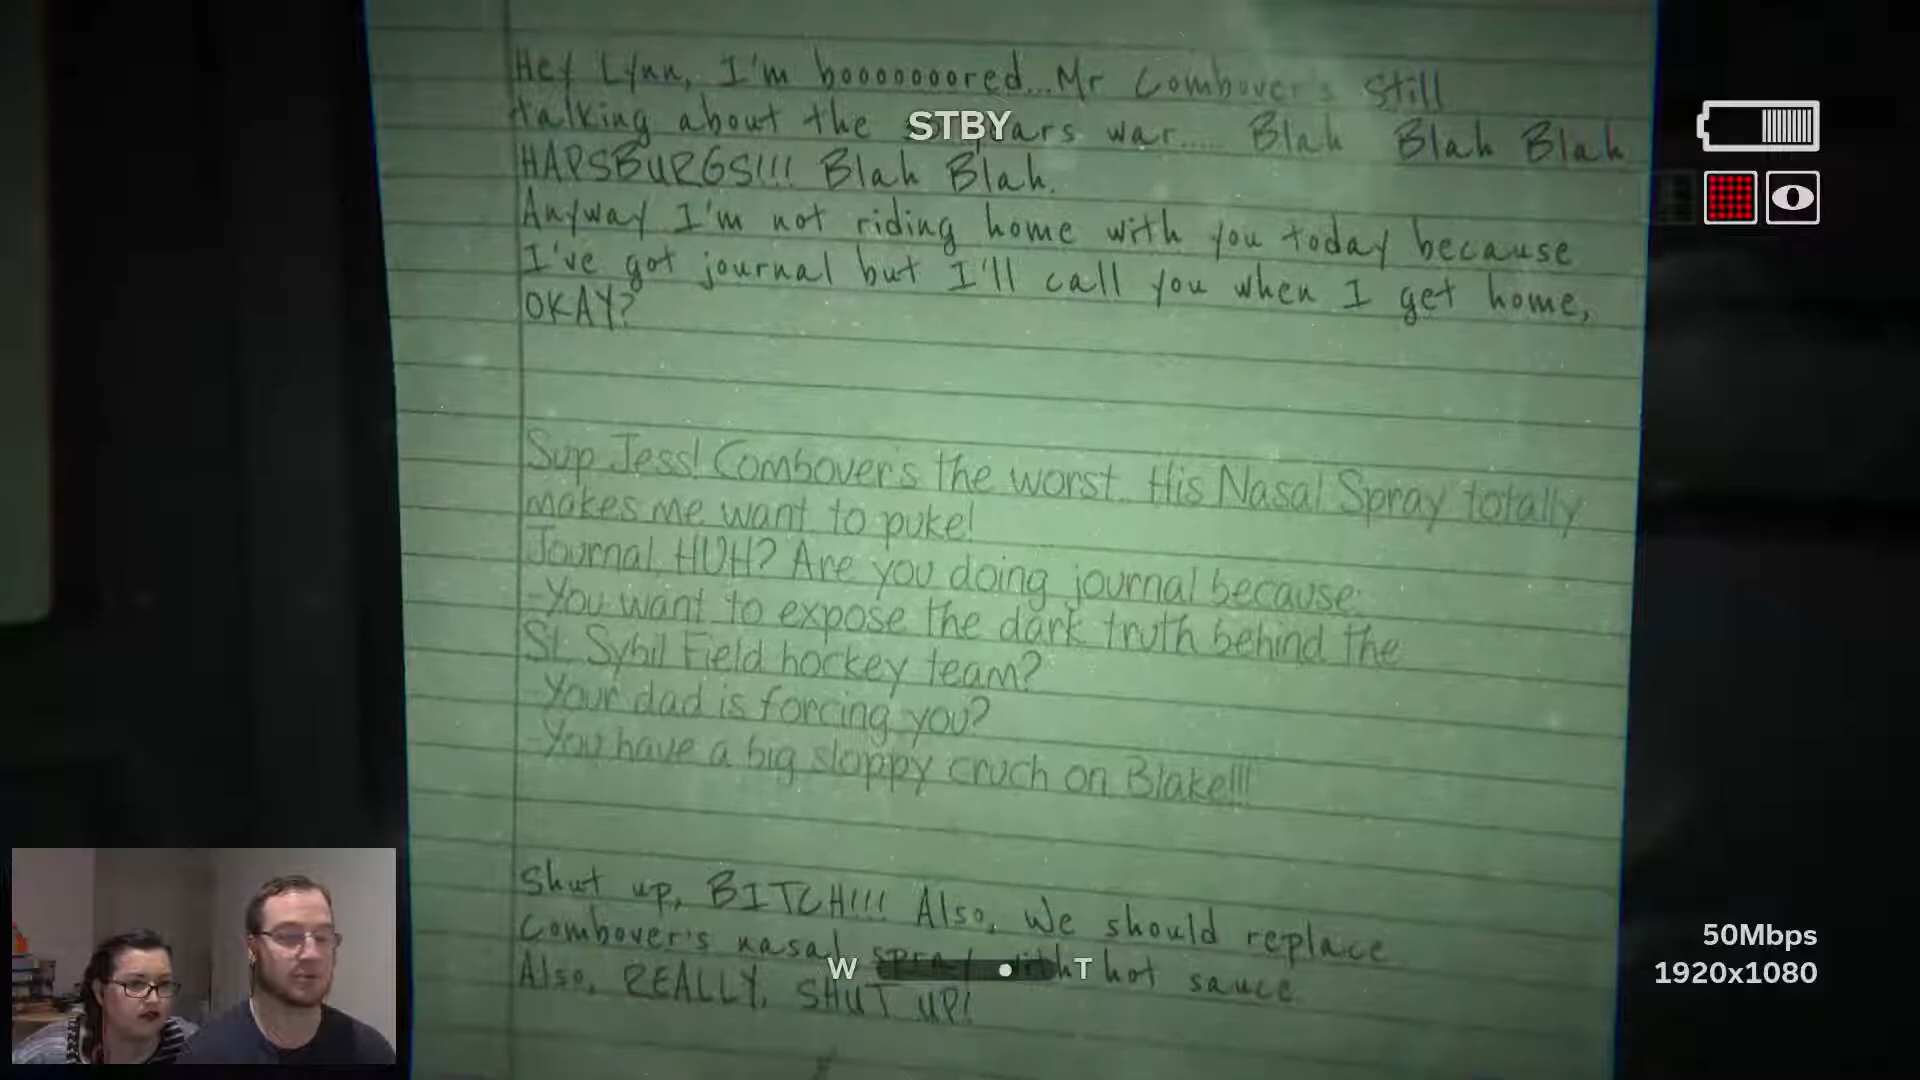 Hey Lynn, I'm boooooored...Mr Combover's still
talking about the war..... Blah Blah Blah
HAPSBURGS!!! Blah Blah.
Anyway I'm not riding home with you today because
I've got journal but I'll call you when I get home,
OKAY?
Sup Jess! Combover's the worst. His Nasal Spray totally
makes me want to puke!
Journal HUH? Are you doing journal because:
-You want to expose the dark truth behind the
St. Sybil Field hockey team?
-Your dad is forcing you?
-You have a big sloppy cruch on Blake!!!
Shut up, BITCH!!! Also, We should replace
Combover's nasal spray with hot sauce
Also, REALLY, SHUT UP!
STBY
W T
50Mbps
1920x1080